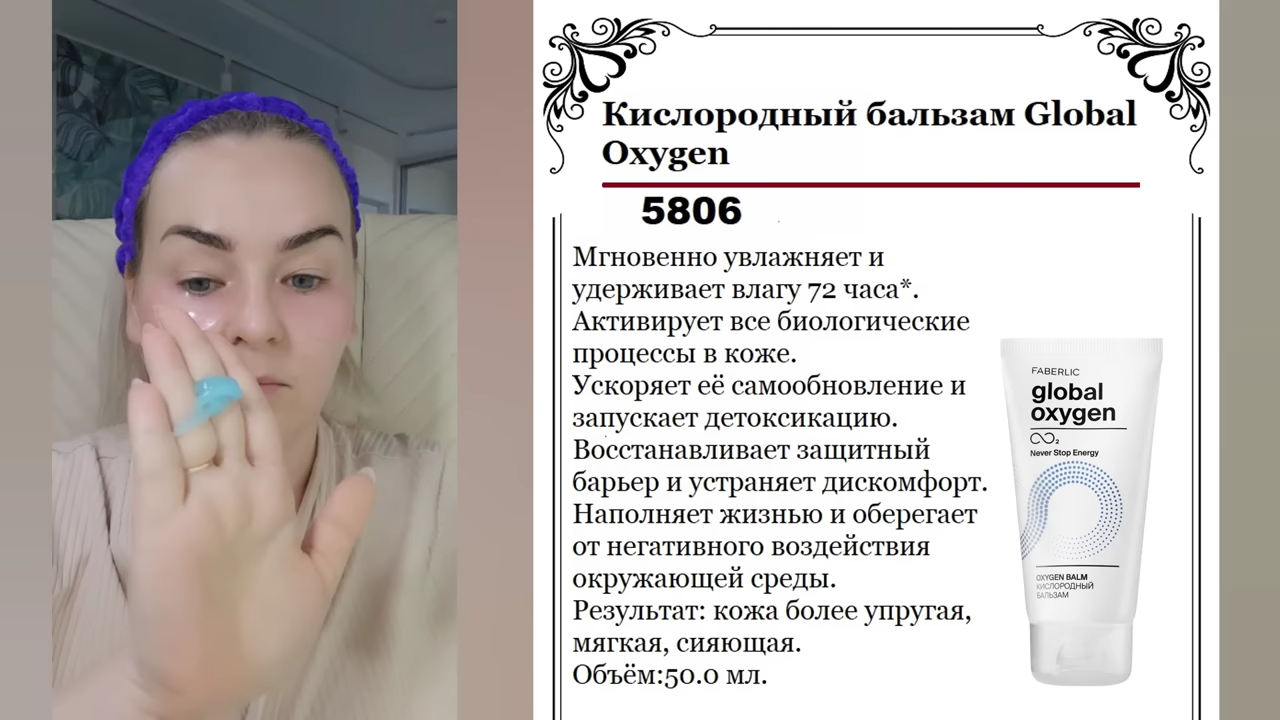 Кислородный бальзам Global
Oxygen
5806
Мгновенно увлажняет и
удерживает влагу 72 часа*.
Активирует все биологические
процессы в коже.
Ускоряет её самообновление и
запускает детоксикацию.
Восстанавливает защитный
барьер и устраняет дискомфорт.
Наполняет жизнью и оберегает
от негативного воздействия
окружающей среды.
Результат: кожа более упругая,
мягкая, сияющая.
Объём:50.0 мл.
FABERLIC
global
oxygen
O₂
Never Stop Energy
OXYGEN BALM
КИСЛОРОДНЫЙ
БАЛЬЗАМ